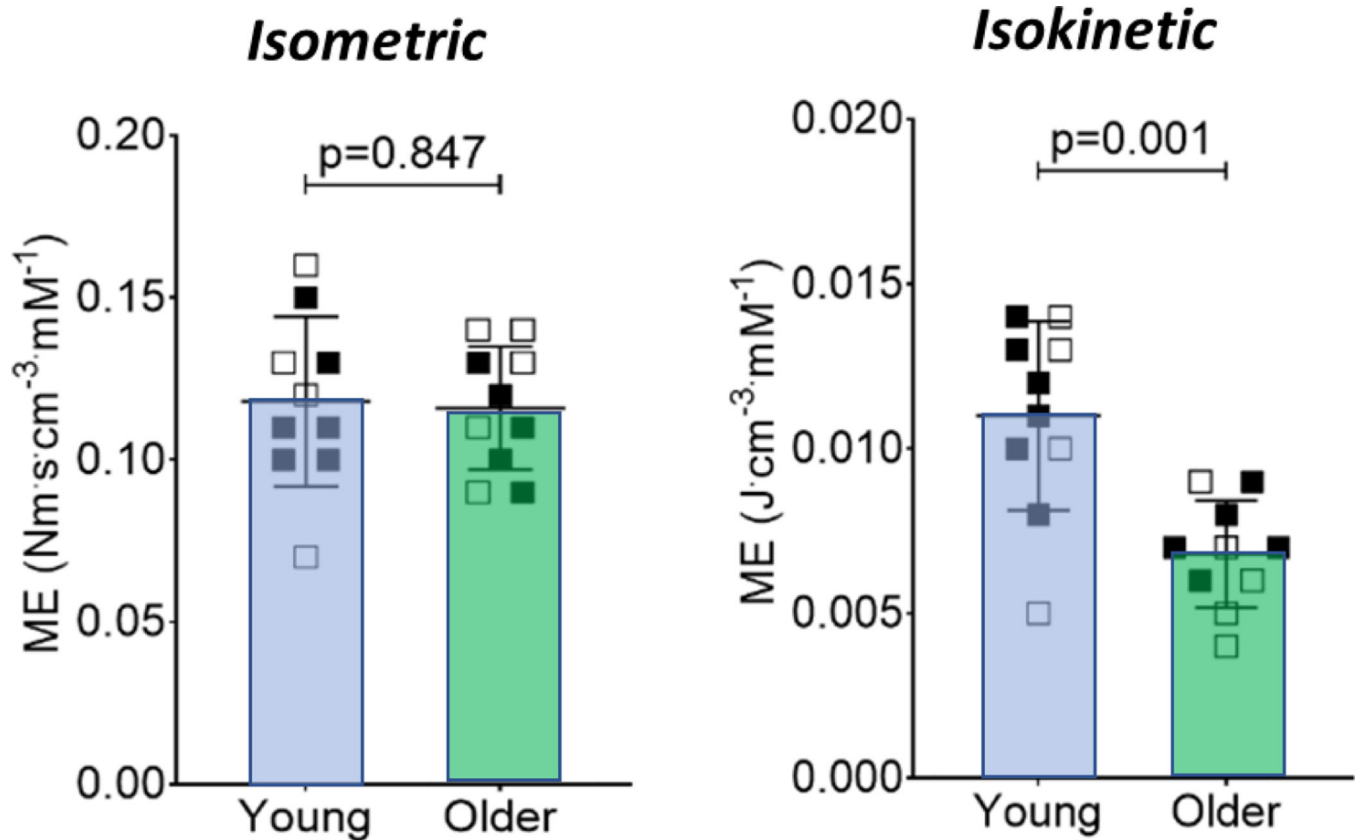 Isometric
p=0.847
ME (Nm·s·cm⁻³·mM⁻¹)
0.20
0.15
0.10
0.05
0.00
Young Older
Isokinetic
p=0.001
ME (J·cm⁻³·mM⁻¹)
0.020
0.015
0.010
0.005
0.000
Young Older